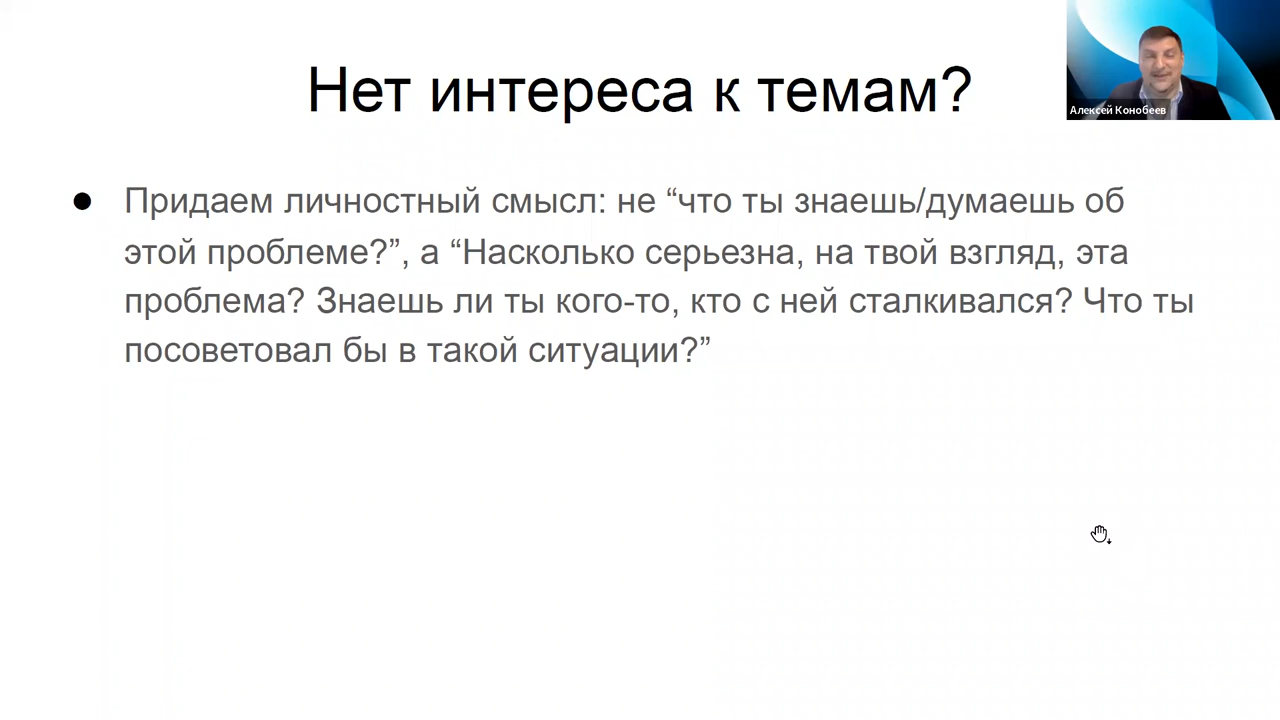 Нет интереса к темам?
Алексей Конобеев
● Придаем личностный смысл: не “что ты знаешь/думаешь об
этой проблеме?”, а “Насколько серьезна, на твой взгляд, эта
проблема? Знаешь ли ты кого-то, кто с ней сталкивался? Что ты
посоветовал бы в такой ситуации?”